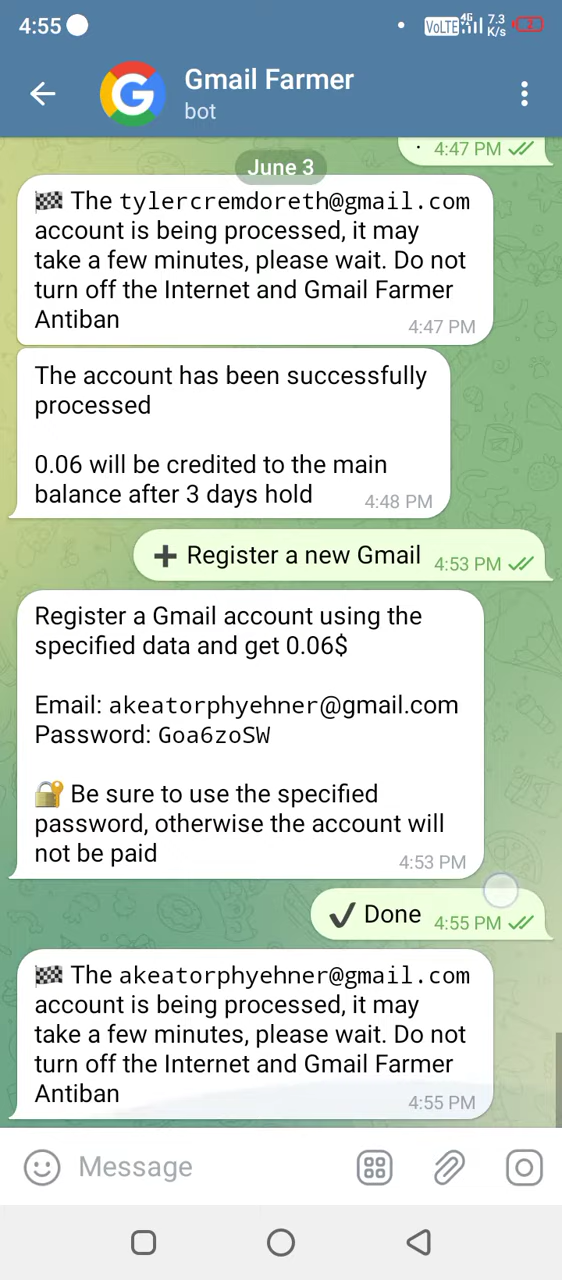 4:55
VoLTE 4G 7.3 K/s 2
Gmail Farmer
bot
4:47 PM
June 3
🏁 The tylercremdoreth@gmail.com
account is being processed, it may
take a few minutes, please wait. Do not
turn off the Internet and Gmail Farmer
Antiban
4:47 PM
The account has been successfully
processed
0.06 will be credited to the main
balance after 3 days hold
4:48 PM
➕ Register a new Gmail
4:53 PM
Register a Gmail account using the
specified data and get 0.06$
Email: akeatorphyehner@gmail.com
Password: Goa6zoSW
🔐 Be sure to use the specified
password, otherwise the account will
not be paid
4:53 PM
✔ Done
4:55 PM
🏁 The akeatorphyehner@gmail.com
account is being processed, it may
take a few minutes, please wait. Do not
turn off the Internet and Gmail Farmer
Antiban
4:55 PM
Message